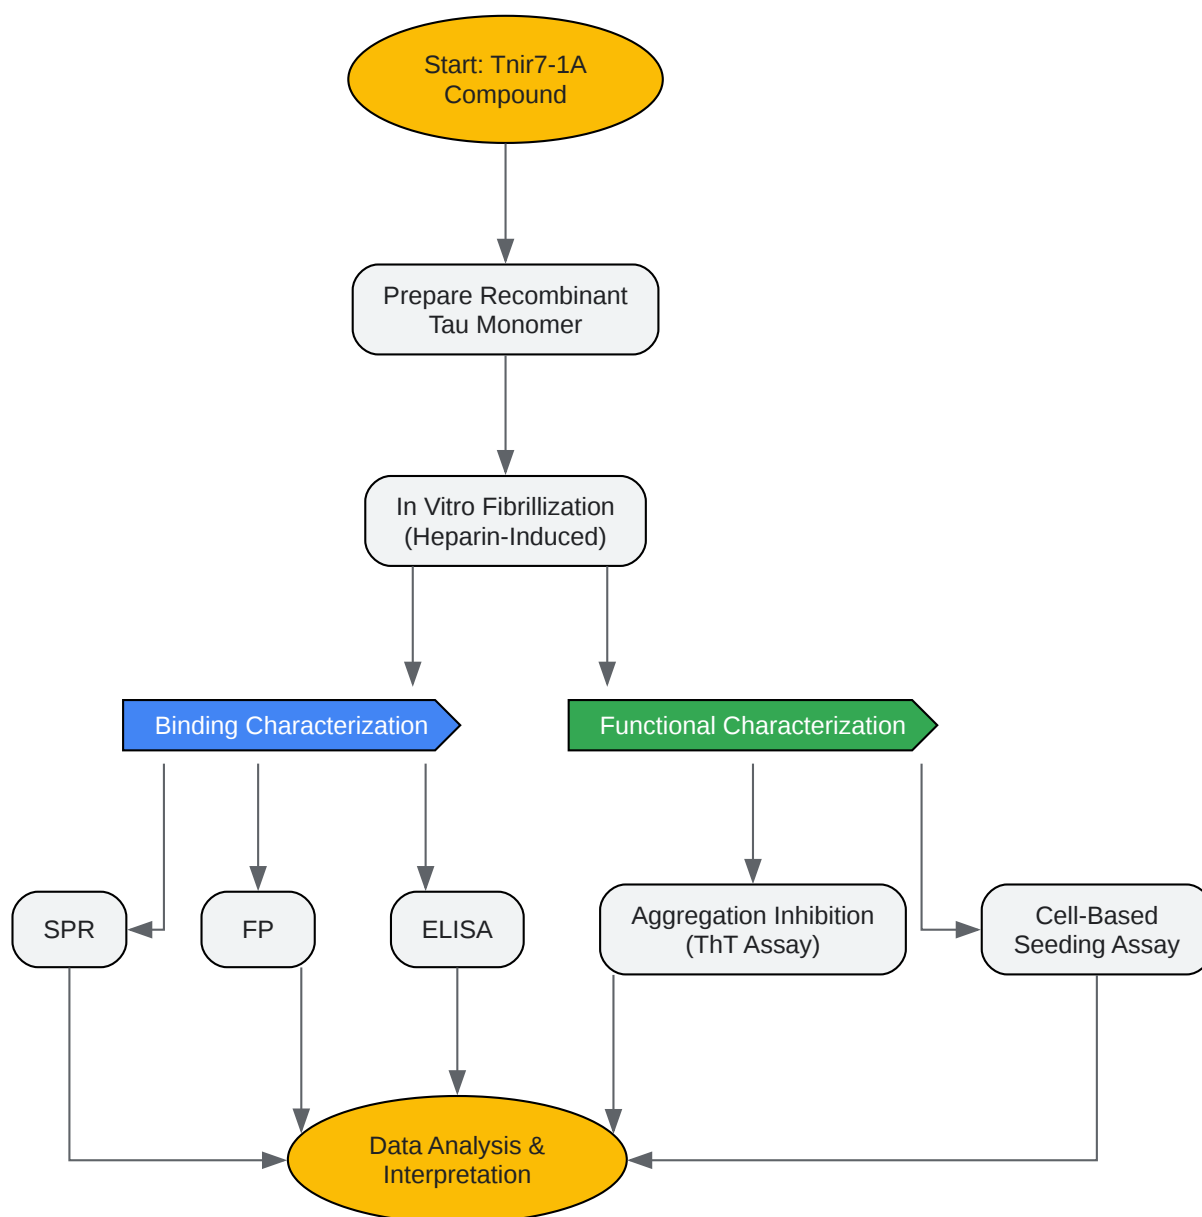 Start: Tnir7-1A
Compound
Prepare Recombinant
Tau Monomer
In Vitro Fibrillization
(Heparin-Induced)
Binding Characterization
Functional Characterization
SPR
FP
ELISA
Aggregation Inhibition
(ThT Assay)
Cell-Based
Seeding Assay
Data Analysis &
Interpretation